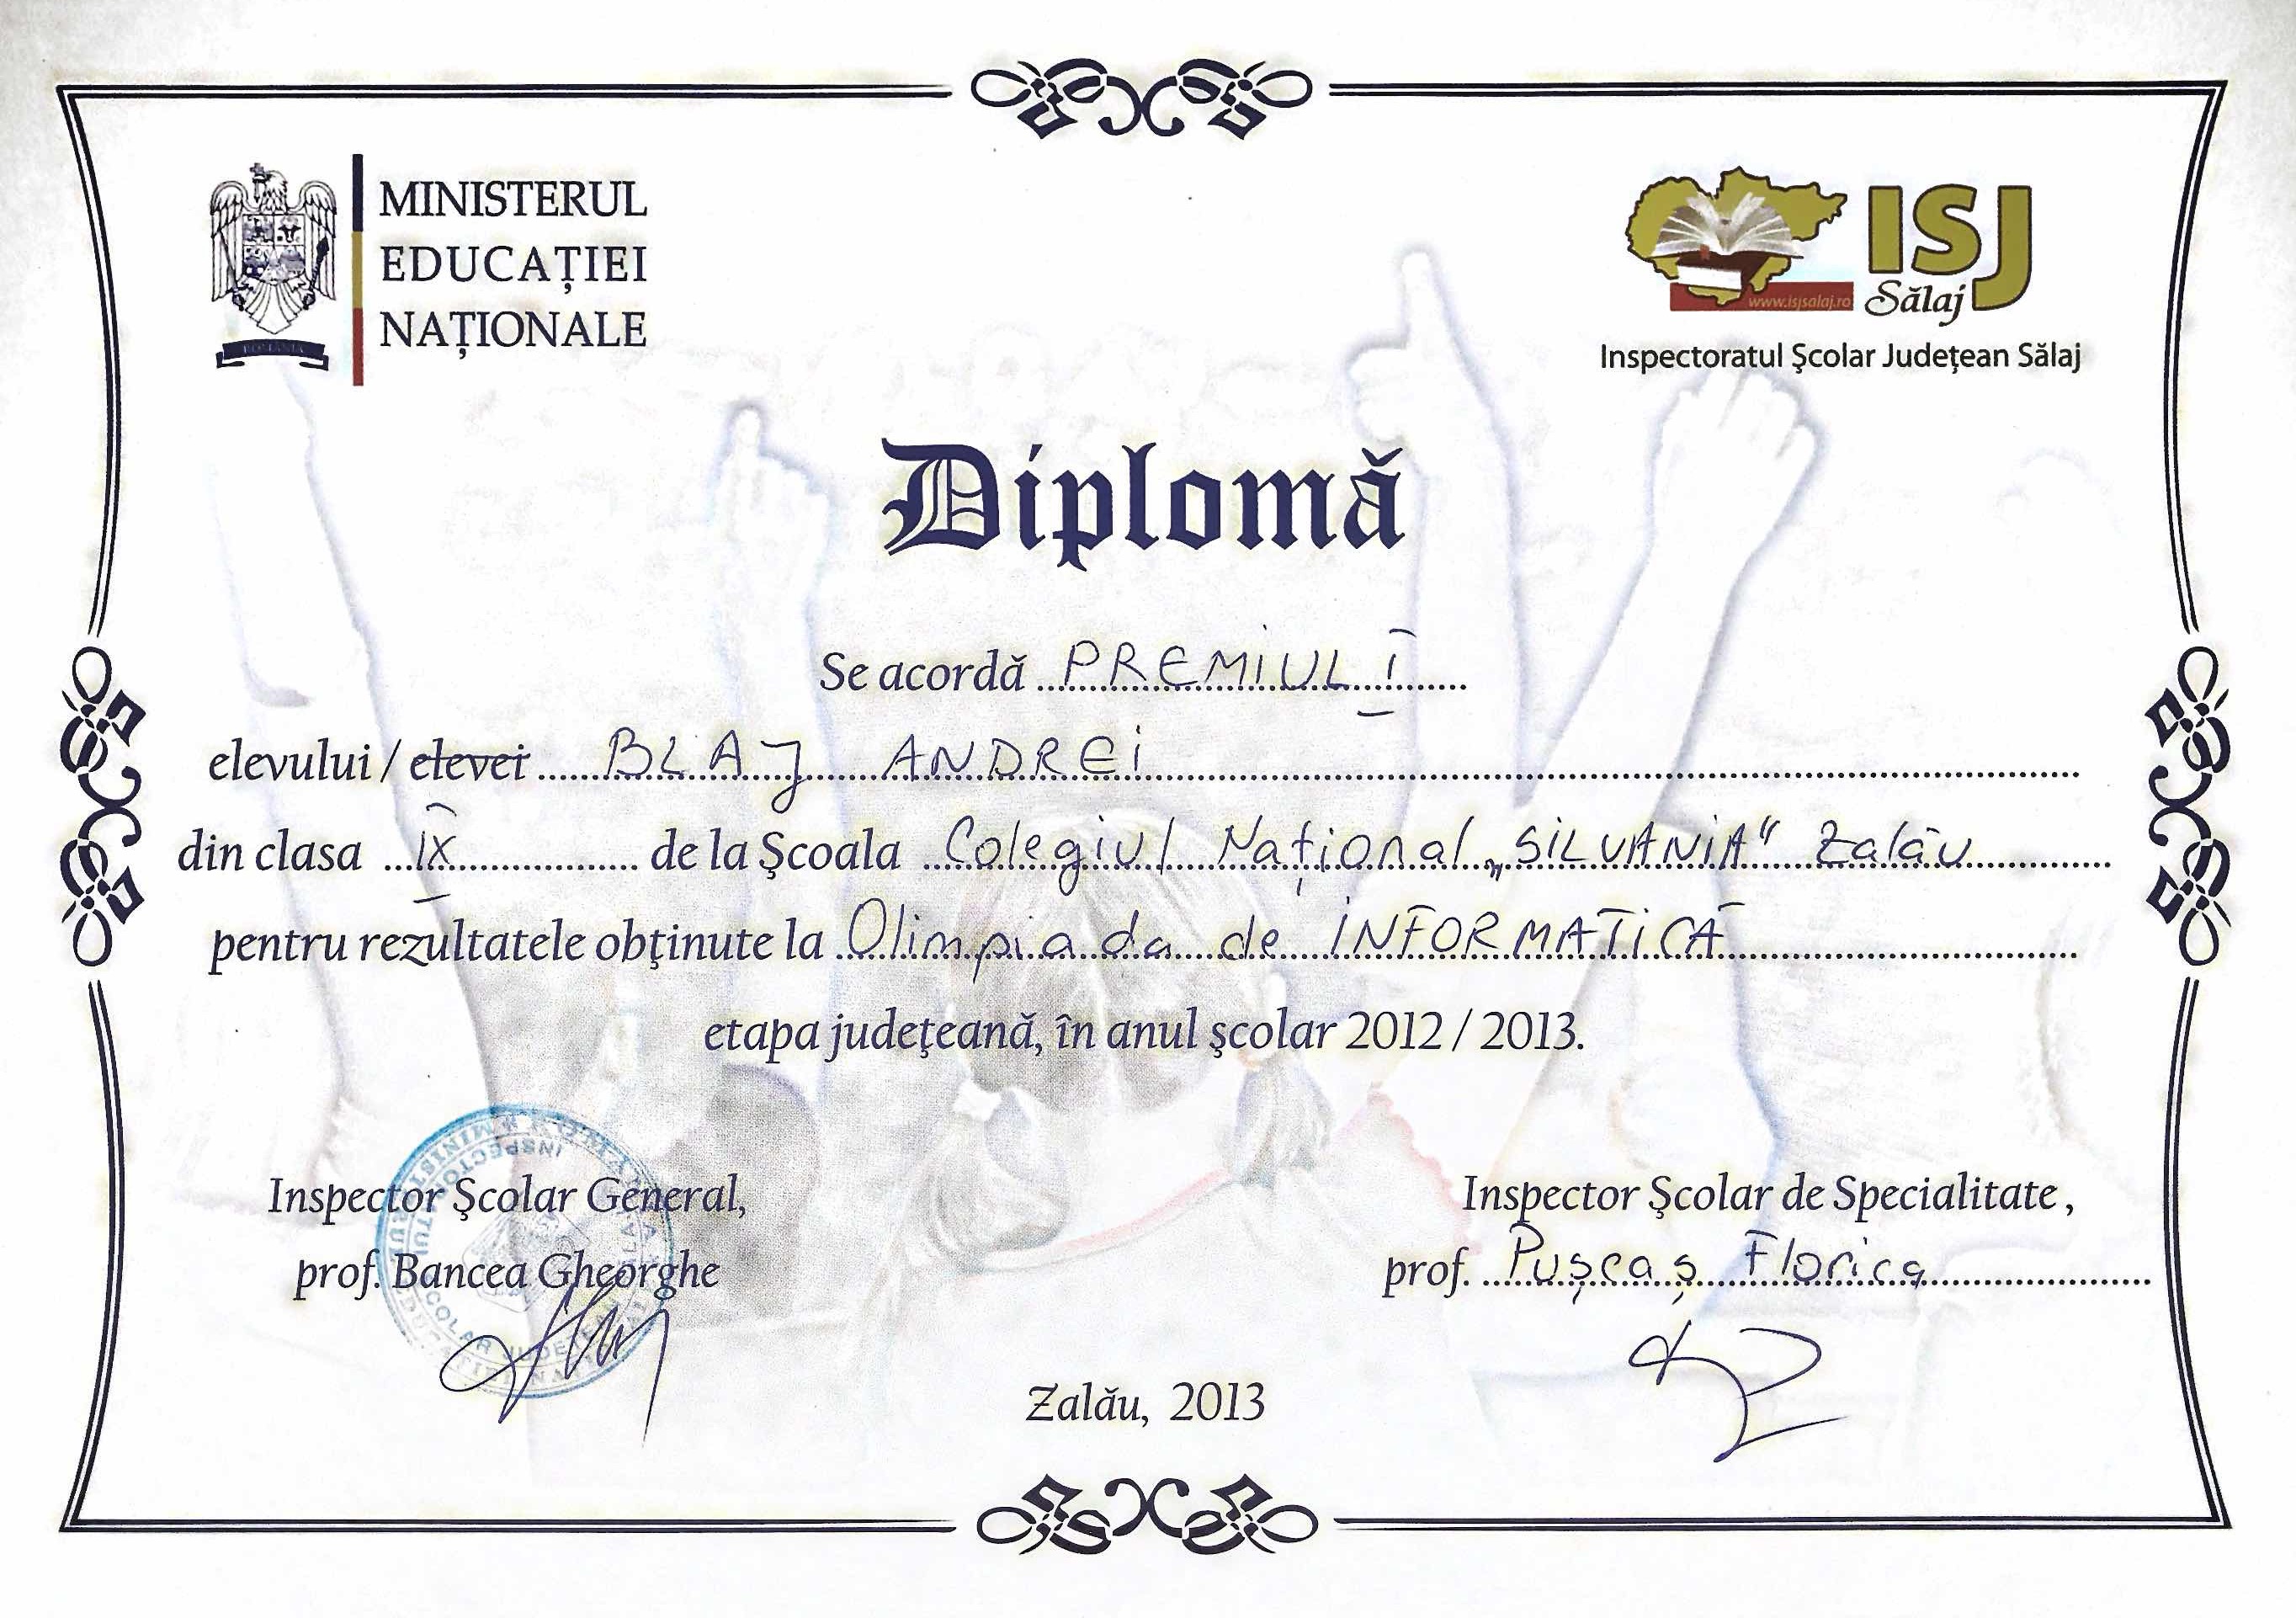 MINISTERUL
EDUCAȚIEI
NAȚIONALE
ROMÂNIA
www.isjsalaj.ro
ISJ
Sălaj
Inspectoratul Şcolar Județean Sălaj
Diplomă
Se acordă PREMIUL I
elevului / elevei BLAJ ANDREI
din clasa IX de la Şcoala Colegiul Național „SILVANIA" Zalău
pentru rezultatele obţinute la Olimpiada de INFORMATICĂ
etapa judeţeană, în anul şcolar 2012 / 2013.
Inspector Şcolar General,
prof. Bancea Gheorghe
Inspector Şcolar de Specialitate,
prof. Pușcaș Florica
Zalău, 2013